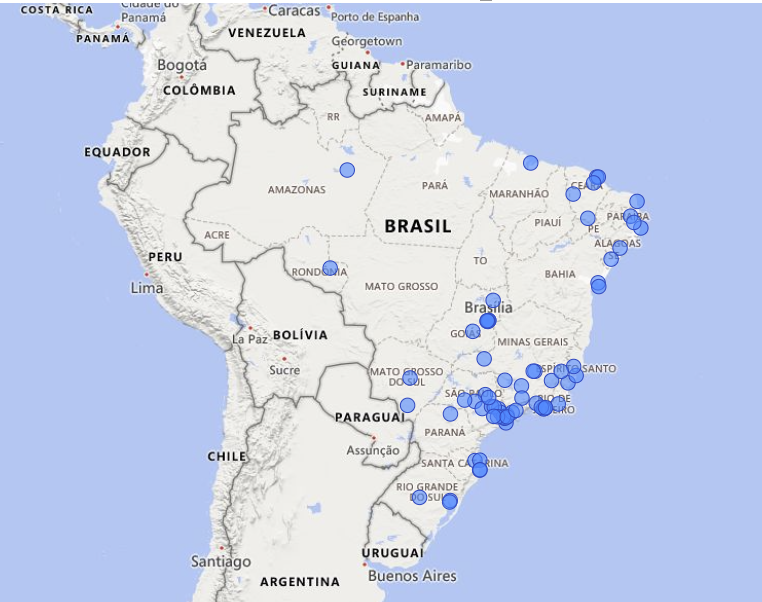 COSTA RICA
Cidade do
Panamá
PANAMÁ
Caracas
Porto de Espanha
VENEZUELA
Georgetown
Bogotá
GUIANA
Paramaribo
COLÔMBIA
SURINAME
RR
AMAPÁ
EQUADOR
AMAZONAS
PARÁ
MARANHÃO
CEARÁ
BRASIL
PIAUÍ
PARAÍBA
PE
ACRE
ALAGOAS
SE
PERU
TO
RONDÔNIA
BAHIA
Lima
MATO GROSSO
Brasília
La Paz
BOLÍVIA
GOIÁS
MINAS GERAIS
Sucre
MATO GROSSO
DO SUL
ESPÍRITO SANTO
SÃO PAULO
RIO DE
JANEIRO
PARAGUAI
PARANÁ
Assunção
CHILE
SANTA CATARINA
RIO GRANDE
DO SUL
URUGUAI
Santiago
Buenos Aires
ARGENTINA